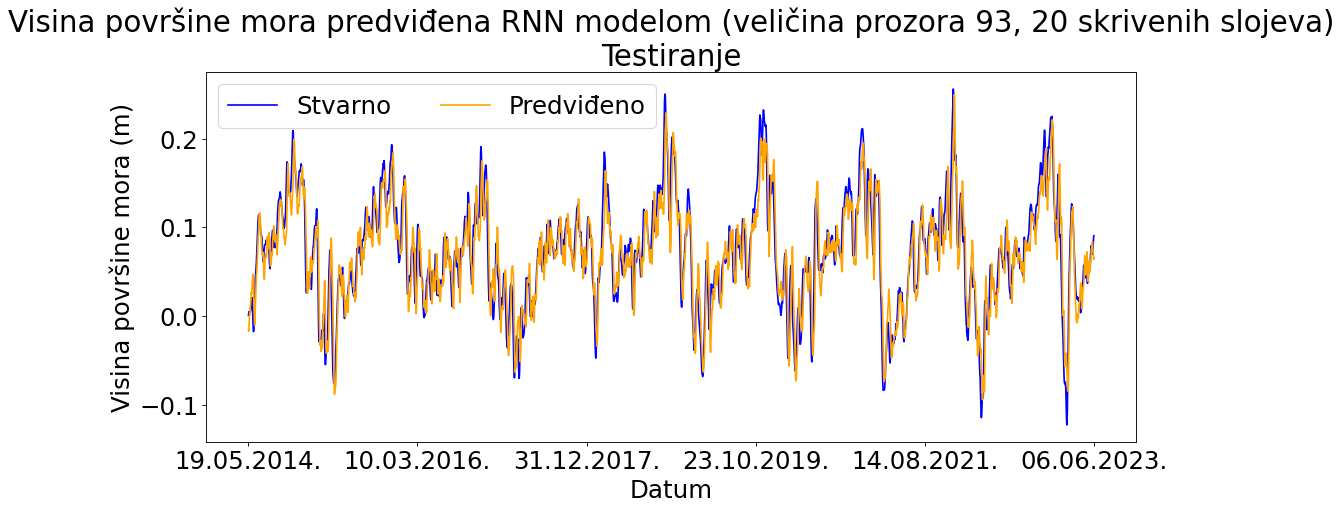 Visina površine mora predviđena RNN modelom (veličina prozora 93, 20 skrivenih slojeva)
Testiranje
Stvarno Predviđeno
Visina površine mora (m)
0.2
0.1
0.0
−0.1
19.05.2014. 10.03.2016. 31.12.2017. 23.10.2019. 14.08.2021. 06.06.2023.
Datum